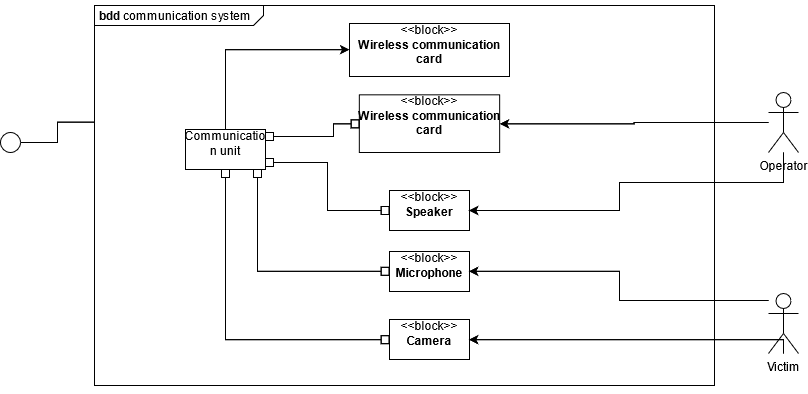 bdd communication system
<<block>>
Wireless communication
card
<<block>>
Wireless communication
card
Communicatio
n unit
Operator
<<block>>
Speaker
<<block>>
Microphone
<<block>>
Camera
Victim